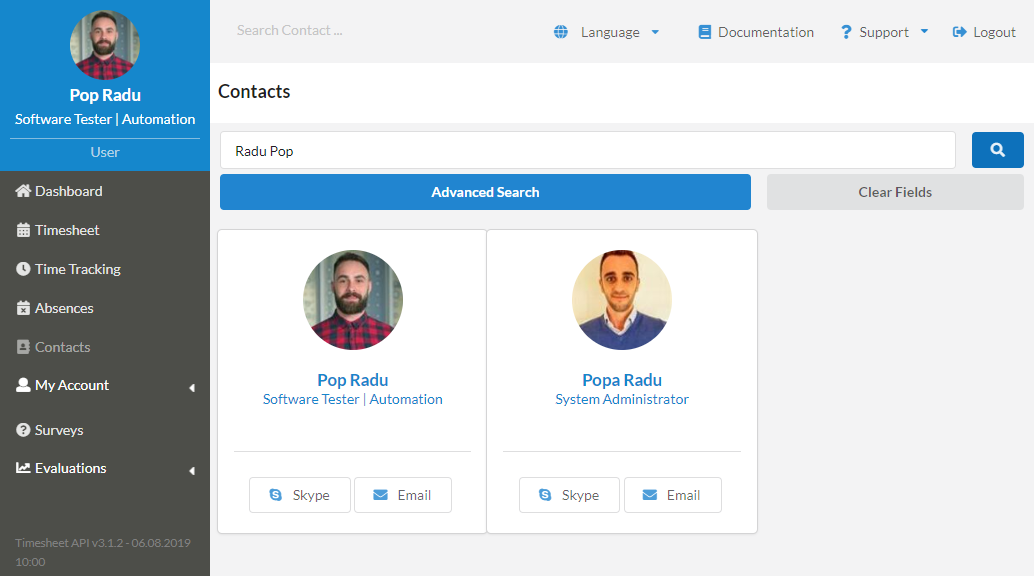 Pop Radu
Software Tester | Automation
User
Dashboard
Timesheet
Time Tracking
Absences
Contacts
My Account
Surveys
Evaluations
Timesheet API v3.1.2 - 06.08.2019
10:00
Search Contact ...
Language
Documentation
Support
Logout
Contacts
Radu Pop
Advanced Search
Clear Fields
Pop Radu
Software Tester | Automation
Skype
Email
Popa Radu
System Administrator
Skype
Email